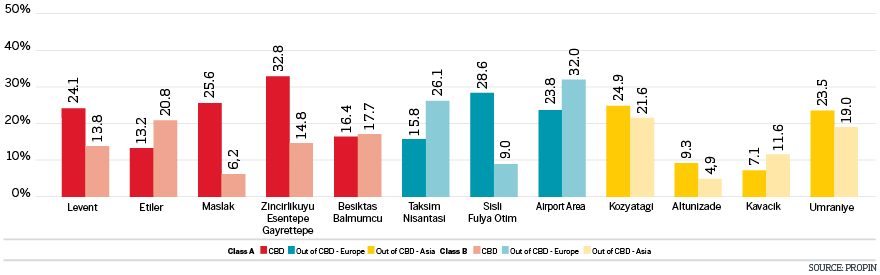 50%
40%
30%
20%
10%
0%
24.1
13.8
13.2
20.8
25.6
6,2
32.8
14.8
16.4
17.7
15.8
26.1
28.6
9.0
23.8
32.0
24.9
21.6
9.3
4,9
7.1
11.6
23.5
19.0
Levent
Etiler
Maslak
Zincirlikuyu
Esentepe
Gayrettepe
Besiktas
Balmumcu
Taksim
Nisantasi
Sisli
Fulya Otim
Airport Area
Kozyatagi
Altunizade
Kavacik
Umraniye
Class A CBD Out of CBD - Europe Out of CBD - Asia Class B CBD Out of CBD - Europe Out of CBD - Asia
SOURCE: PROPIN